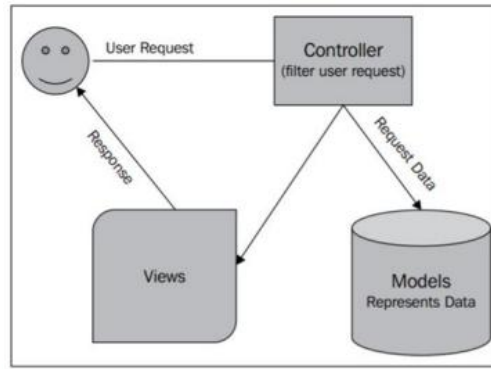 User Request
Controller
(filter user request)
Response
Request Data
Views
Models
Represents Data